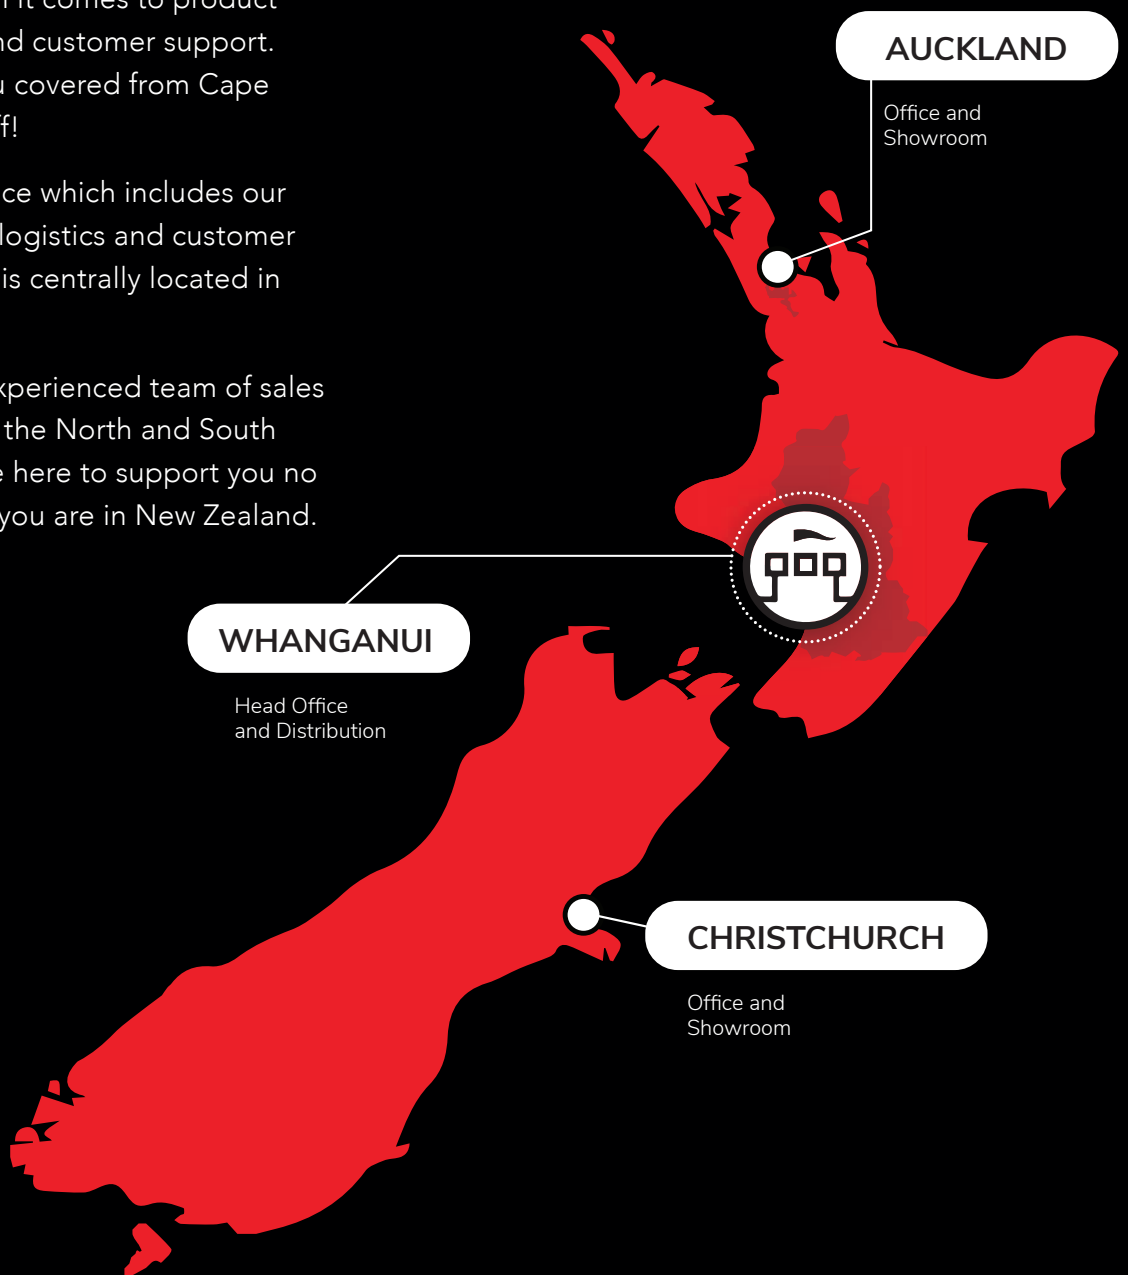 it comes to product
nd customer support.
u covered from Cape
ff!
ce which includes our
logistics and customer
is centrally located in
xperienced team of sales
the North and South
e here to support you no
you are in New Zealand.
AUCKLAND
Office and
Showroom
WHANGANUI
Head Office
and Distribution
CHRISTCHURCH
Office and
Showroom